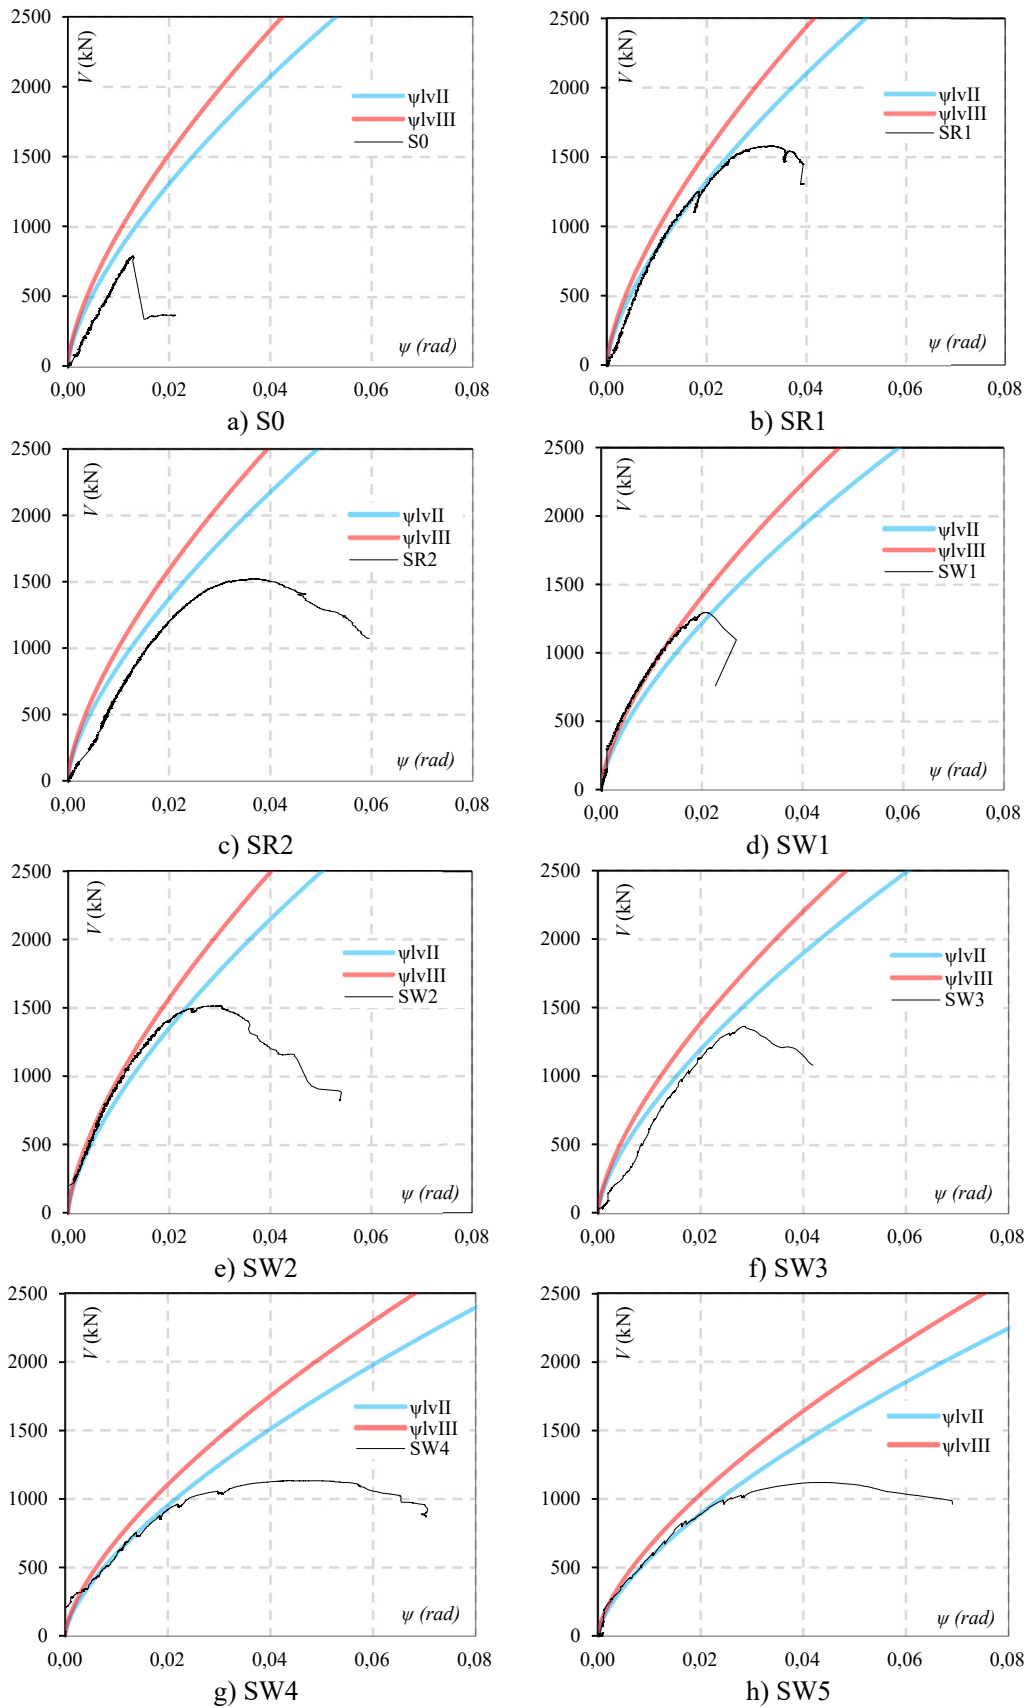 2500
2000
1500
1000
500
0
V (kN)
ψlvII
ψlvIII
S0
ψ (rad)
0,00 0,02 0,04 0,06 0,08
a) S0
2500
2000
1500
1000
500
0
V (kN)
ψlvII
ψlvIII
SR1
ψ (rad)
0,00 0,02 0,04 0,06 0,08
b) SR1
2500
2000
1500
1000
500
0
V (kN)
ψlvII
ψlvIII
SR2
ψ (rad)
0,00 0,02 0,04 0,06 0,08
c) SR2
2500
2000
1500
1000
500
0
V (kN)
ψlvII
ψlvIII
SW1
ψ (rad)
0,00 0,02 0,04 0,06 0,08
d) SW1
2500
2000
1500
1000
500
0
V (kN)
ψlvII
ψlvIII
SW2
ψ (rad)
0,00 0,02 0,04 0,06 0,08
e) SW2
2500
2000
1500
1000
500
0
V (kN)
ψlvII
ψlvIII
SW3
ψ (rad)
0,00 0,02 0,04 0,06 0,08
f) SW3
2500
2000
1500
1000
500
0
V (kN)
ψlvII
ψlvIII
SW4
ψ (rad)
0,00 0,02 0,04 0,06 0,08
g) SW4
2500
2000
1500
1000
500
0
V (kN)
ψlvII
ψlvIII
ψ (rad)
0,00 0,02 0,04 0,06 0,08
h) SW5